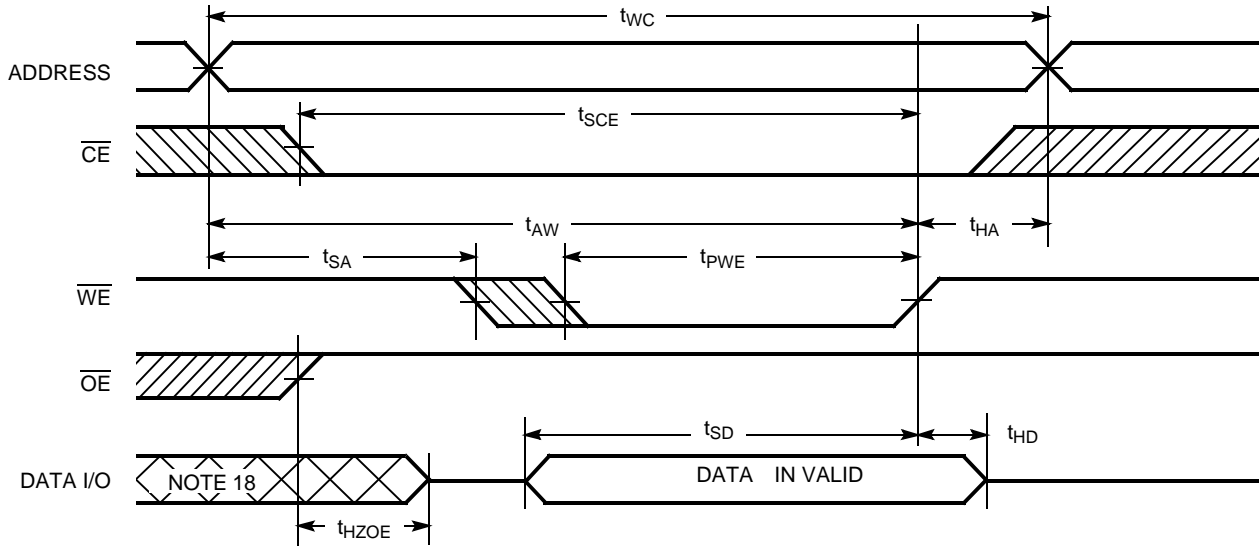 tWC
ADDRESS
tSCE
CE
tAW
tHA
tSA
tPWE
WE
OE
tSD
tHD
DATA I/O
NOTE 18
DATA IN VALID
tHZOE